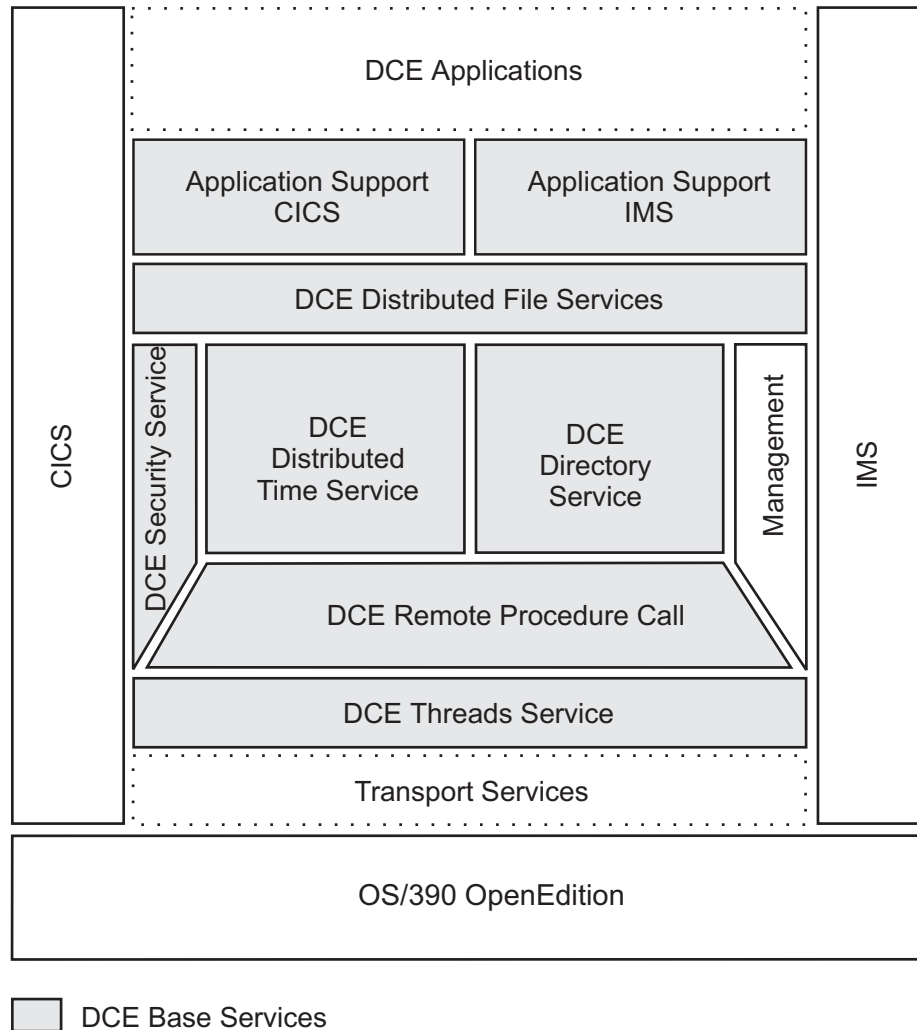 DCE Applications
Application Support
CICS
Application Support
IMS
DCE Distributed File Services
CICS
DCE Security Service
DCE
Distributed
Time Service
DCE
Directory
Service
Management
IMS
DCE Remote Procedure Call
DCE Threads Service
Transport Services
OS/390 OpenEdition
DCE Base Services